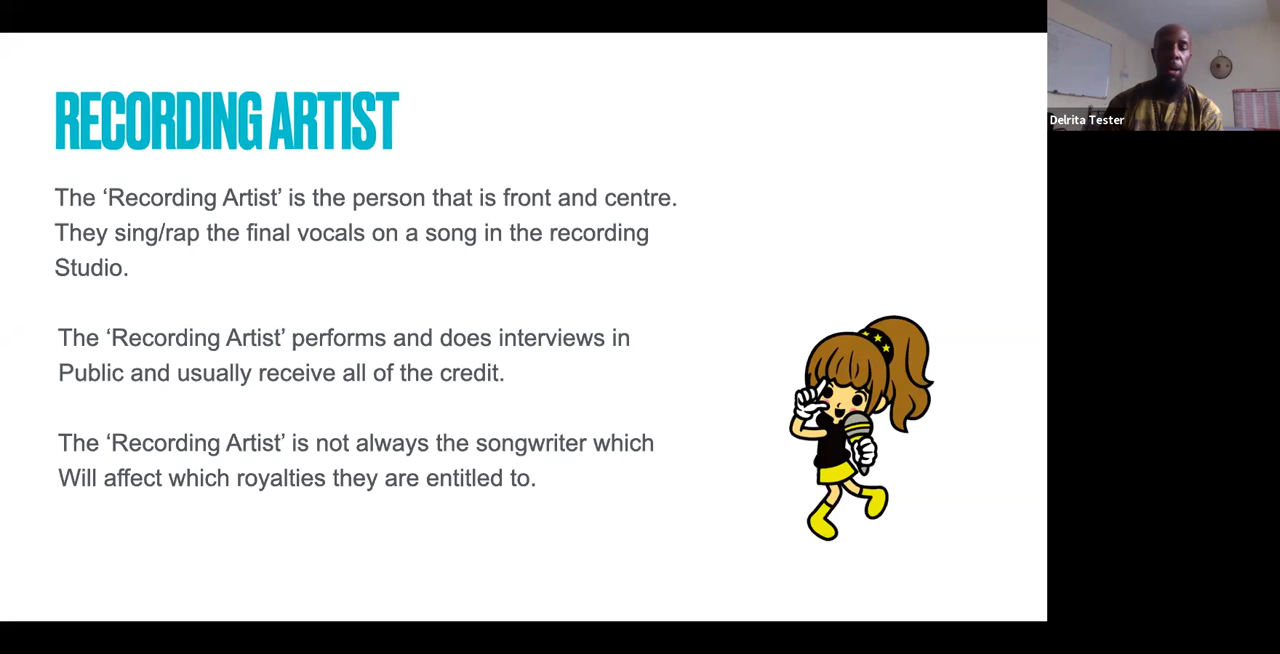 RECORDING ARTIST
The ‘Recording Artist’ is the person that is front and centre.
They sing/rap the final vocals on a song in the recording
Studio.
The ‘Recording Artist’ performs and does interviews in
Public and usually receive all of the credit.
The ‘Recording Artist’ is not always the songwriter which
Will affect which royalties they are entitled to.
Delrita Tester